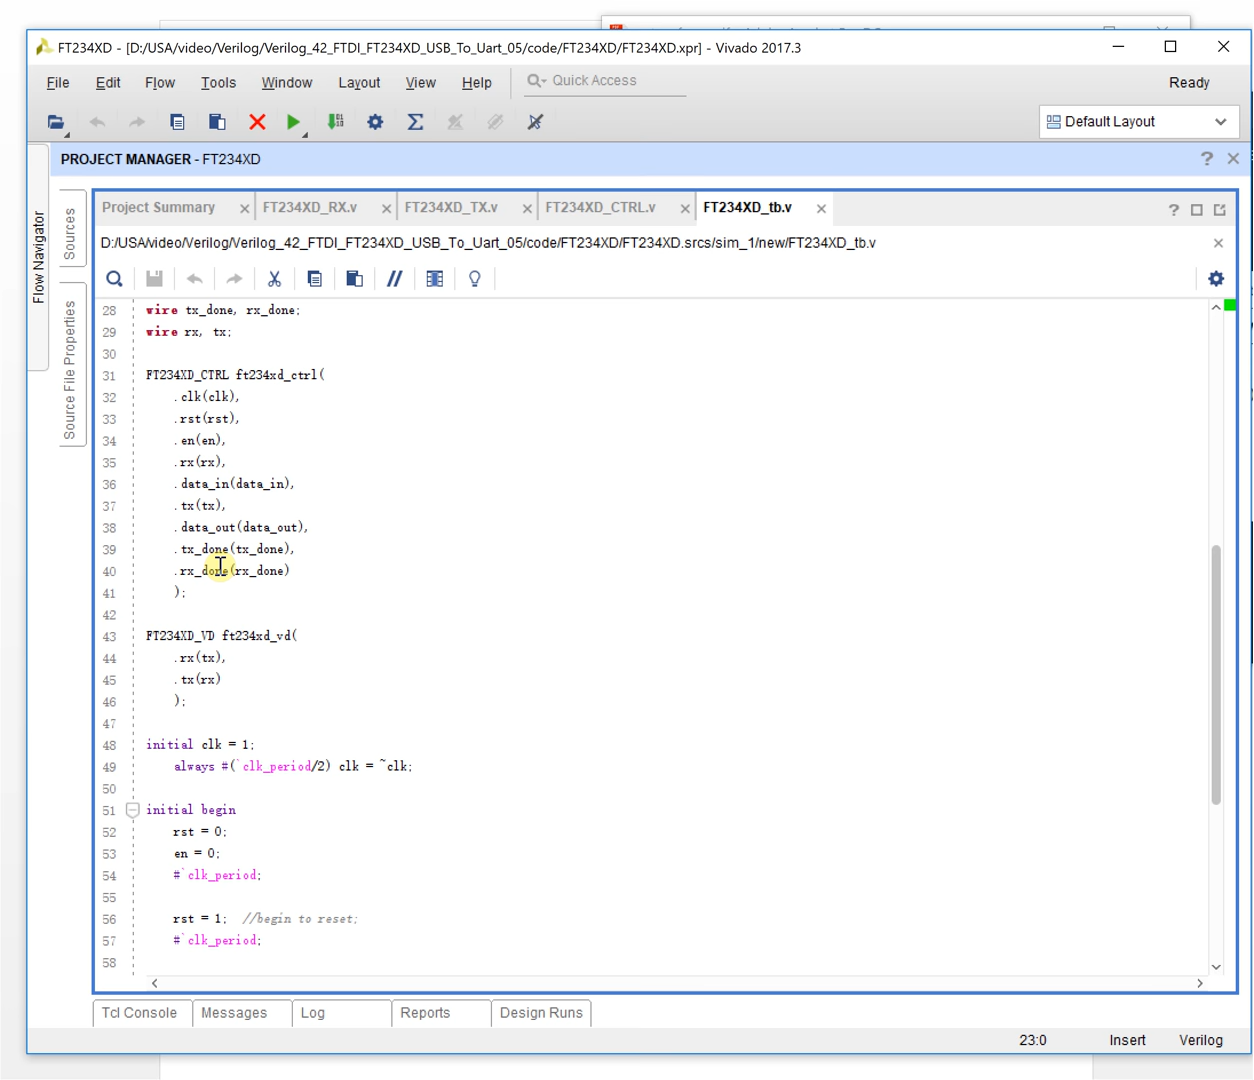 FT234XD - [D:/USA/video/Verilog/Verilog_42_FTDI_FT234XD_USB_To_Uart_05/code/FT234XD/FT234XD.xpr] - Vivado 2017.3
File Edit Flow Tools Window Layout View Help Quick Access Ready
Default Layout
PROJECT MANAGER - FT234XD
Flow Navigator
Sources
Source File Properties
Project Summary FT234XD_RX.v FT234XD_TX.v FT234XD_CTRL.v FT234XD_tb.v
D:/USA/video/Verilog/Verilog_42_FTDI_FT234XD_USB_To_Uart_05/code/FT234XD/FT234XD.srcs/sim_1/new/FT234XD_tb.v
28 wire tx_done, rx_done;
29 wire rx, tx;
30
31 FT234XD_CTRL ft234xd_ctrl(
32 .clk(clk),
33 .rst(rst),
34 .en(en),
35 .rx(rx),
36 .data_in(data_in),
37 .tx(tx),
38 .data_out(data_out),
39 .tx_done(tx_done),
40 .rx_done(rx_done)
41 );
42
43 FT234XD_VD ft234xd_vd(
44 .rx(tx),
45 .tx(rx)
46 );
47
48 initial clk = 1;
49 always #(`clk_period/2) clk = ~clk;
50
51 initial begin
52 rst = 0;
53 en = 0;
54 #`clk_period;
55
56 rst = 1; //begin to reset;
57 #`clk_period;
58
Tcl Console Messages Log Reports Design Runs
23:0 Insert Verilog